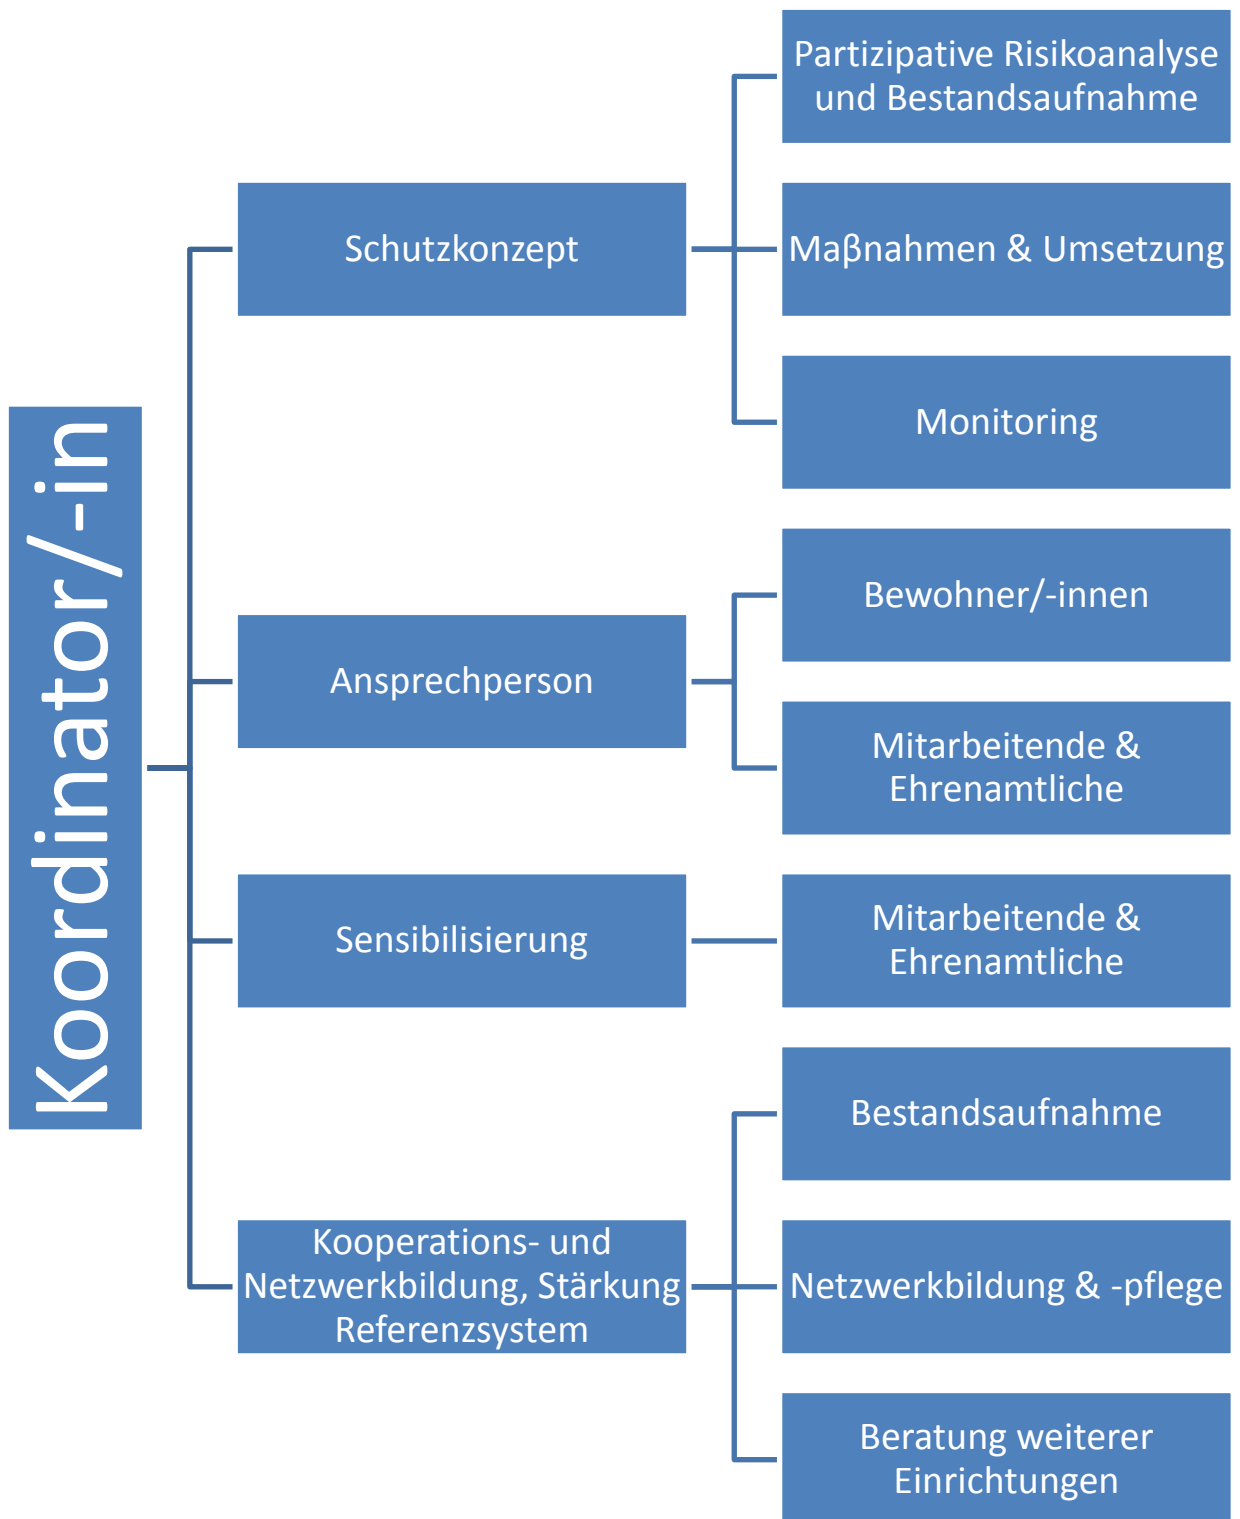 Koordinator/-in
Schutzkonzept
Partizipative Risikoanalyse
und Bestandsaufnahme
Maßnahmen & Umsetzung
Monitoring
Ansprechperson
Bewohner/-innen
Mitarbeitende &
Ehrenamtliche
Sensibilisierung
Mitarbeitende &
Ehrenamtliche
Kooperations- und
Netzwerkbildung, Stärkung
Referenzsystem
Bestandsaufnahme
Netzwerkbildung & -pflege
Beratung weiterer
Einrichtungen